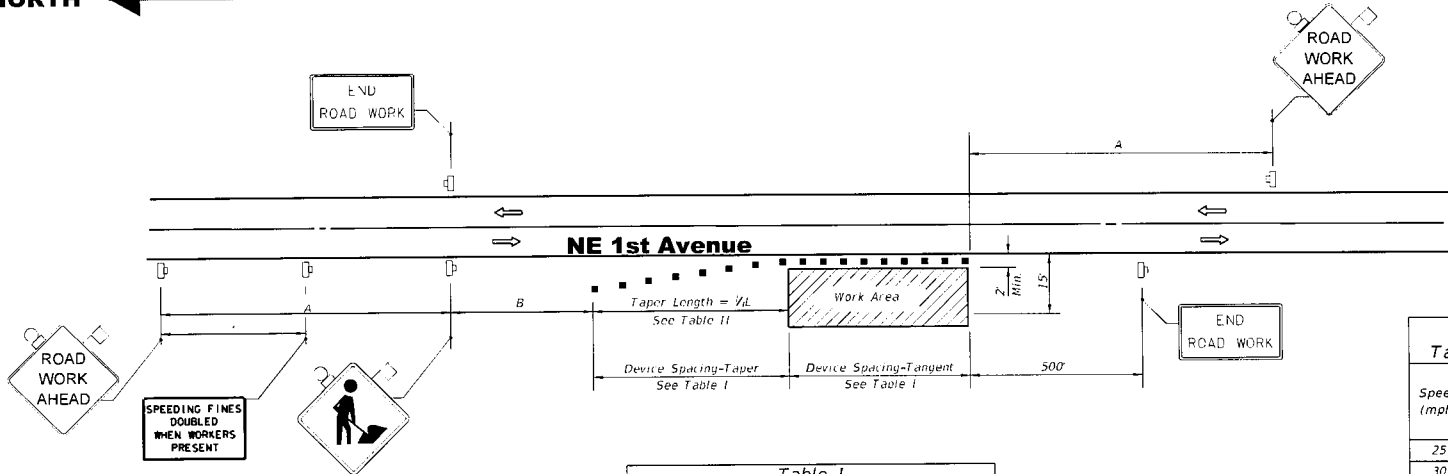 NORTH
ROAD
WORK
AHEAD
END
ROAD WORK
A
NE 1st Avenue
2'
Min.
15'
Work Area
A
B
Taper Length = ⅓L
See Table II
END
ROAD WORK
ROAD
WORK
AHEAD
SPEEDING FINES
DOUBLED
WHEN WORKERS
PRESENT
Device Spacing-Taper
See Table I
Device Spacing-Tangent
See Table I
500'
Table I
25
30